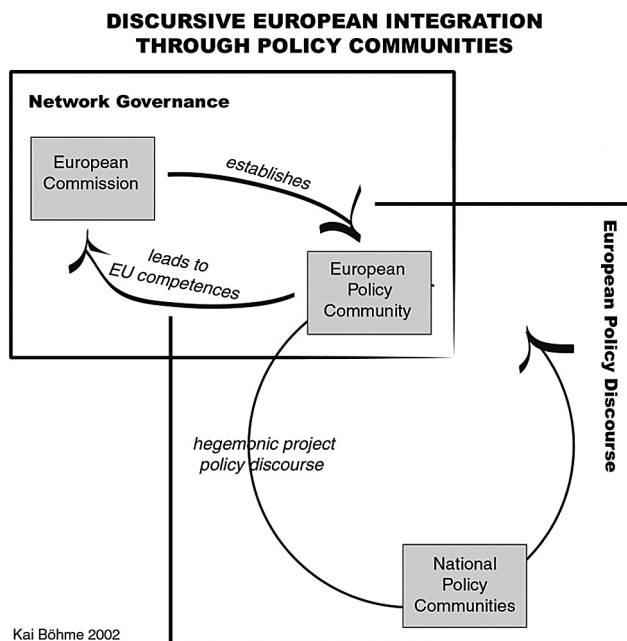 DISCURSIVE EUROPEAN INTEGRATION
THROUGH POLICY COMMUNITIES
Network Governance
European
Commission
establishes
leads to
EU competences
European
Policy
Community
European Policy Discourse
hegemonic project
policy discourse
National
Policy
Communities
Kai Böhme 2002